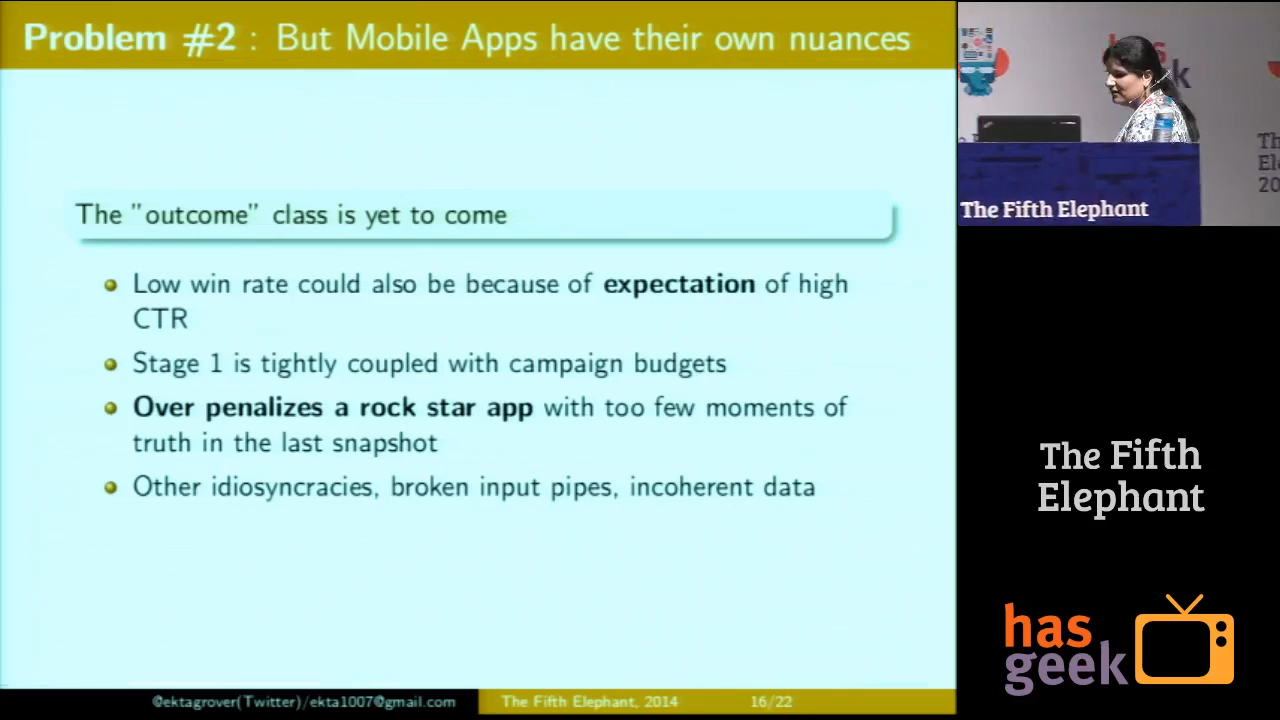 Problem #2 : But Mobile Apps have their own nuances
The "outcome" class is yet to come
Low win rate could also be because of expectation of high
CTR
Stage 1 is tightly coupled with campaign budgets
Over penalizes a rock star app with too few moments of
truth in the last snapshot
Other idiosyncracies, broken input pipes, incoherent data
@ektagrover(Twitter)/ekta1007@gmail.com
The Fifth Elephant, 2014
16/22
has
geek
The Fifth Elephant
The Fifth
Elephant
has
geek